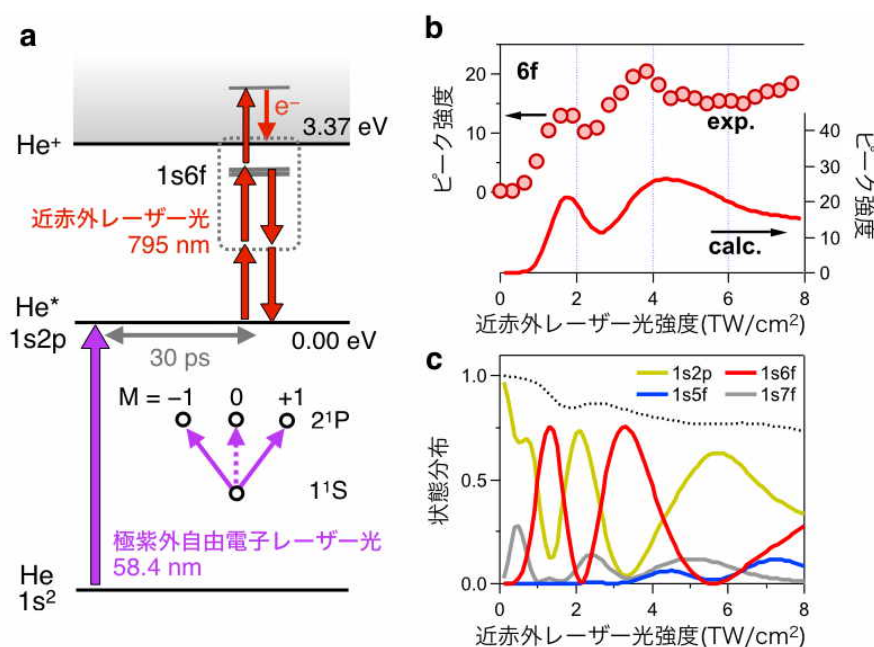 a
e⁻
3.37 eV
He⁺
1s6f
近赤外レーザー光
795 nm
He*
1s2p
0.00 eV
30 ps
M = −1 0 +1
2¹P
1¹S
極紫外自由電子レーザー光
58.4 nm
He
1s²
b
6f
ピーク強度
20
10
0
exp.
calc.
40
30
20
10
0
ピーク強度
0 2 4 6 8
近赤外レーザー光強度(TW/cm²)
c
1s2p 1s6f
1s5f 1s7f
状態分布
1.0
0.5
0.0
0 2 4 6 8
近赤外レーザー光強度(TW/cm²)